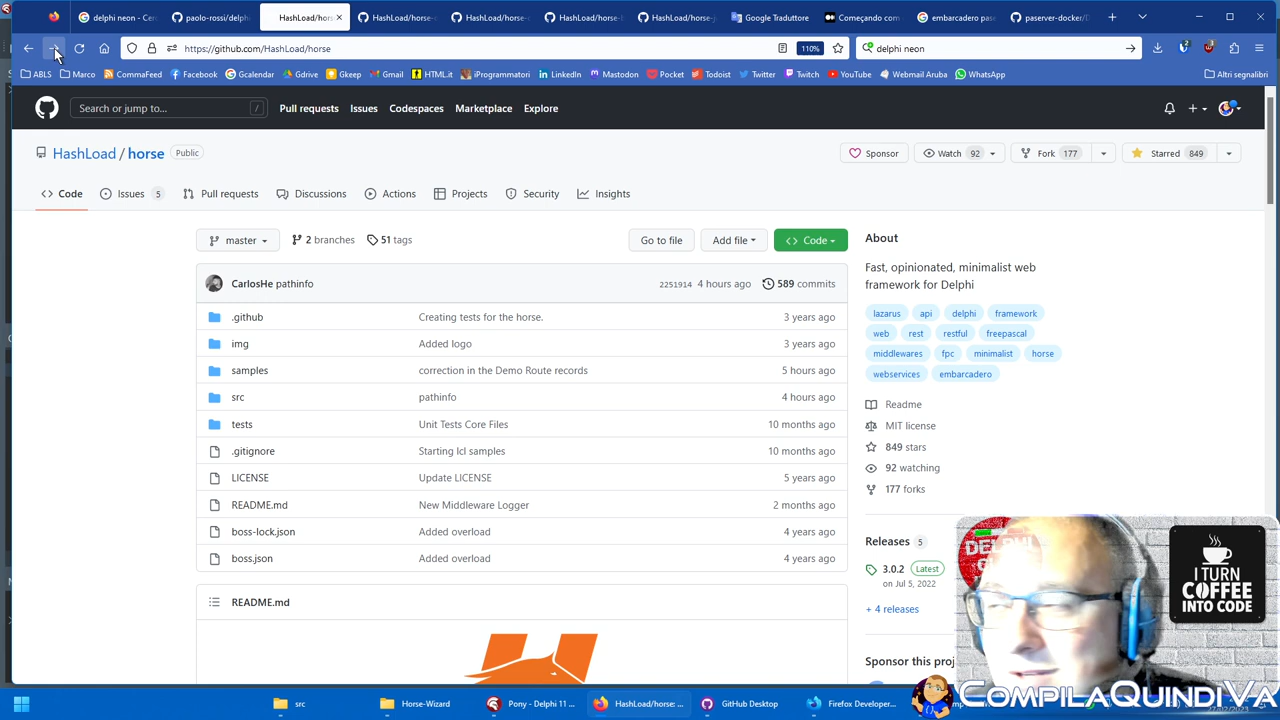 delphi neon - Cer
paolo-rossi/delph
HashLoad/horse
HashLoad/horse-
HashLoad/horse-
HashLoad/horse-
HashLoad/horse-j
Google Traduttore
Começando com
embarcadero pase
paserver-docker/D
https://github.com/HashLoad/horse
110%
delphi neon
ABLS
Marco
CommaFeed
Facebook
Gcalendar
Gdrive
Gkeep
Gmail
HTML.it
iProgrammatori
LinkedIn
Mastodon
Pocket
Todoist
Twitter
Twitch
YouTube
Webmail Aruba
WhatsApp
Altri segnalibri
Search or jump to...
/
Pull requests
Issues
Codespaces
Marketplace
Explore
HashLoad / horse
Public
Sponsor
Watch 92
Fork 177
Starred 849
Code
Issues 5
Pull requests
Discussions
Actions
Projects
Security
Insights
master
2 branches
51 tags
Go to file
Add file
Code
About
Fast, opinionated, minimalist web
framework for Delphi
CarlosHe pathinfo
2251914 4 hours ago
589 commits
.github Creating tests for the horse. 3 years ago
img Added logo 3 years ago
samples correction in the Demo Route records 5 hours ago
src pathinfo 4 hours ago
tests Unit Tests Core Files 10 months ago
.gitignore Starting lcl samples 10 months ago
LICENSE Update LICENSE 5 years ago
README.md New Middleware Logger 2 months ago
boss-lock.json Added overload 4 years ago
boss.json Added overload 4 years ago
README.md
lazarus api delphi framework
web rest restful freepascal
middlewares fpc minimalist horse
webservices embarcadero
Readme
MIT license
849 stars
92 watching
177 forks
Releases 5
3.0.2 Latest
on Jul 5, 2022
+ 4 releases
Sponsor this proj
DELPHI
I TURN
COFFEE
INTO CODE
COMPILAQUINDIVA
src
Horse-Wizard
Pony - Delphi 11 ...
HashLoad/horse: ...
GitHub Desktop
Firefox Developer...